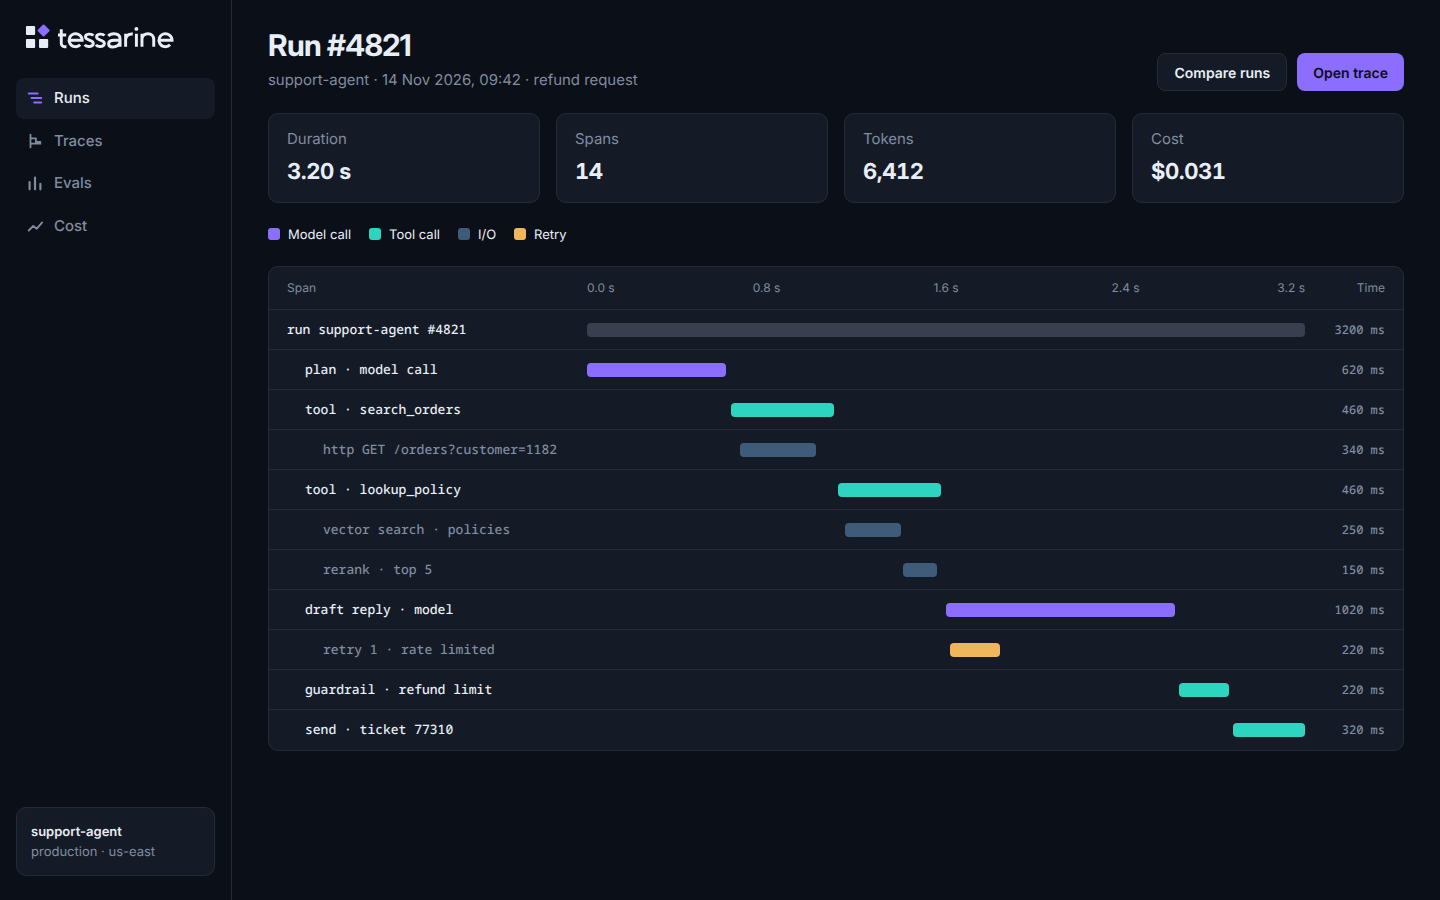 tessarine
Runs
Traces
Evals
Cost
support-agent
production · us-east
Run #4821
support-agent · 14 Nov 2026, 09:42 · refund request
Compare runs
Open trace
Duration
3.20 s
Spans
14
Tokens
6,412
Cost
$0.031
Model call
Tool call
I/O
Retry
Span 0.0 s 0.8 s 1.6 s 2.4 s 3.2 s Time
run support-agent #4821 3200 ms
plan · model call 620 ms
tool · search_orders 460 ms
http GET /orders?customer=1182 340 ms
tool · lookup_policy 460 ms
vector search · policies 250 ms
rerank · top 5 150 ms
draft reply · model 1020 ms
retry 1 · rate limited 220 ms
guardrail · refund limit 220 ms
send · ticket 77310 320 ms